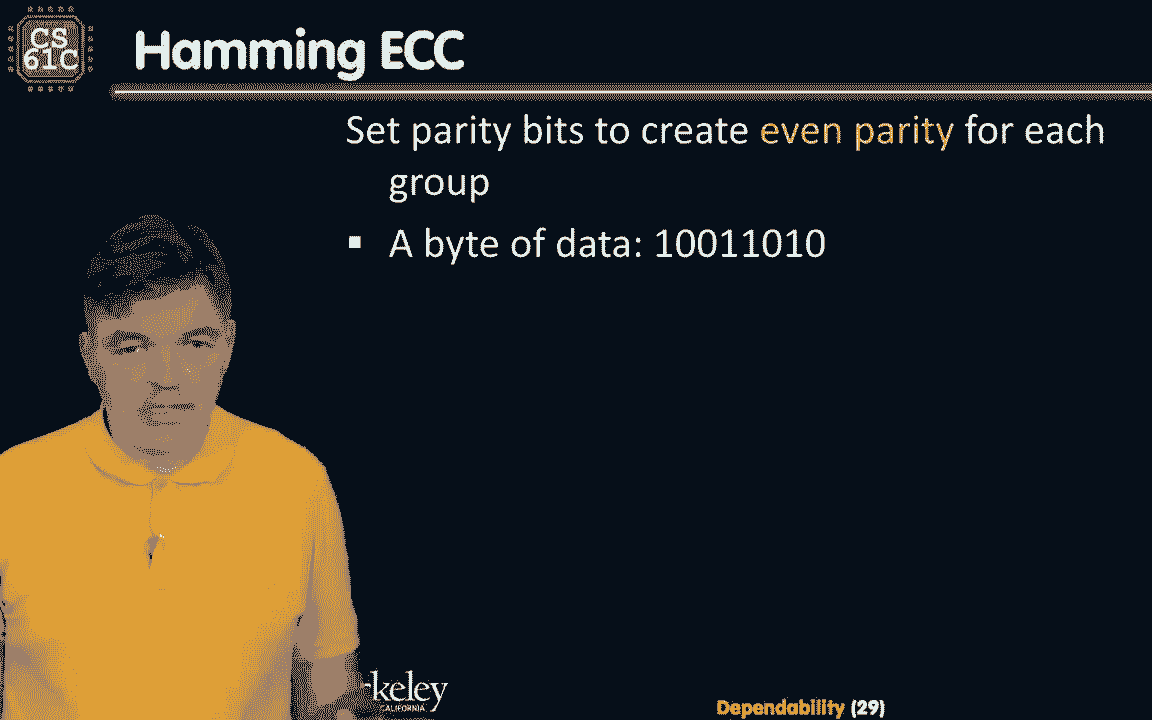 CS
61C
Hamming ECC
Set parity bits to create even parity for each
group
▪ A byte of data: 10011010
rkeley
CALIFORNIA
Dependability (29)